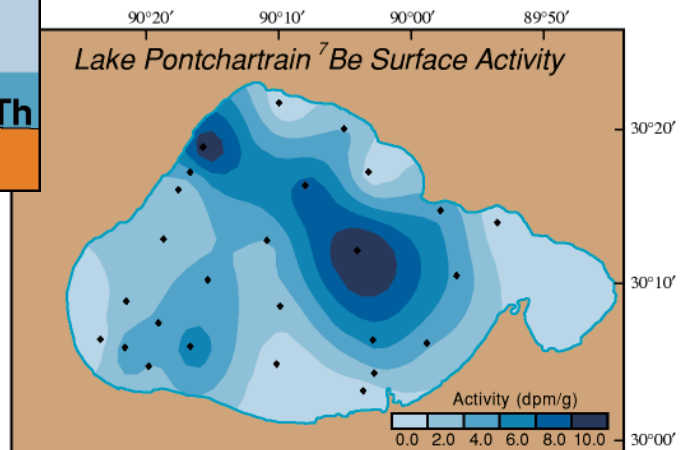 90°20′ 90°10′ 90°00′ 89°50′
Lake Pontchartrain ⁷Be Surface Activity
Th
30°20′
30°10′
Activity (dpm/g)
0.0 2.0 4.0 6.0 8.0 10.0
30°00′